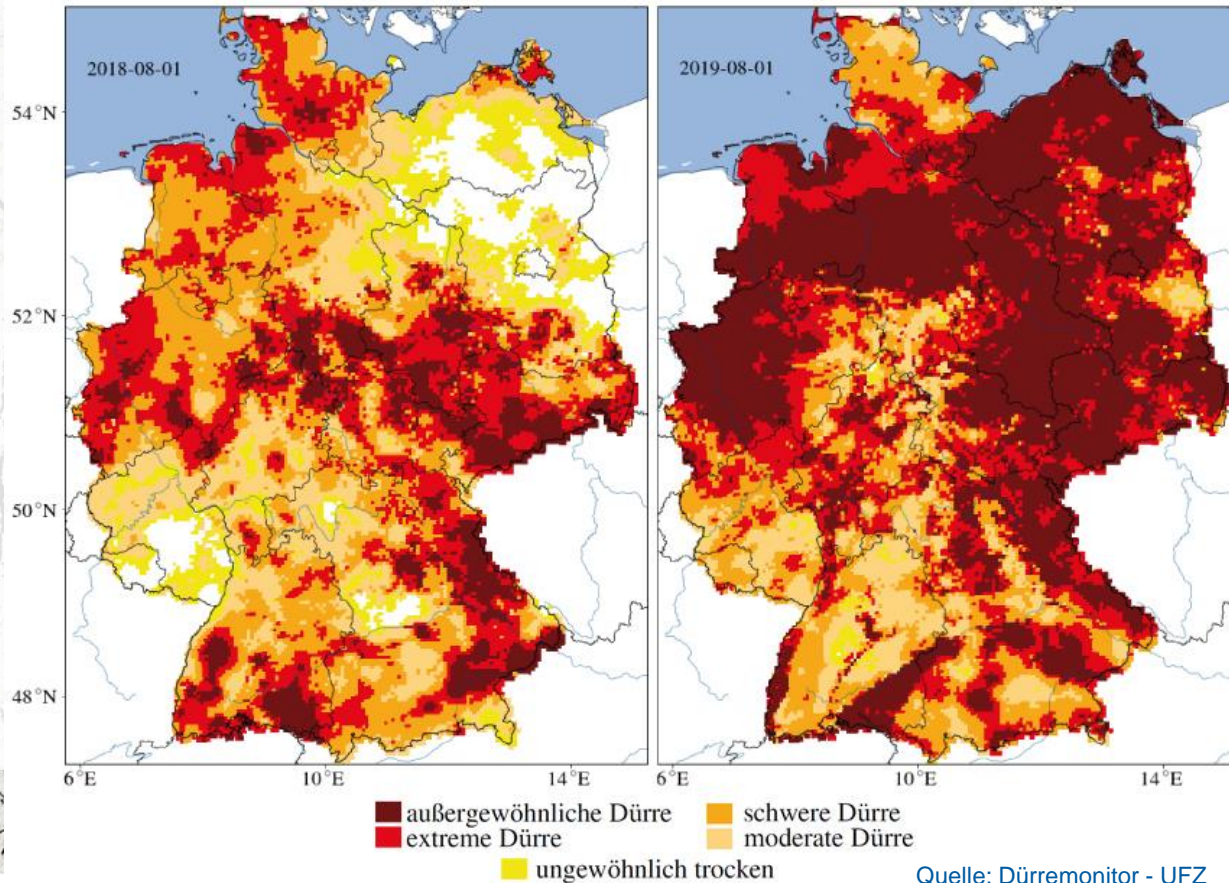 2018-08-01
2019-08-01
54°N
52°N
50°N
48°N
6°E
10°E
14°E
6°E
10°E
14°E
außergewöhnliche Dürre
schwere Dürre
extreme Dürre
moderate Dürre
ungewöhnlich trocken
Quelle: Dürremonitor - UFZ